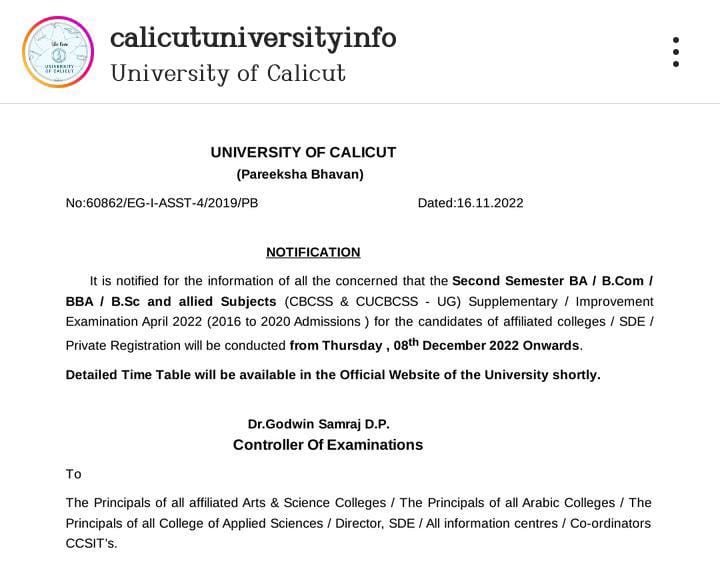 calicutuniversityinfo
University of Calicut
UNIVERSITY OF CALICUT
UNIVERSITY OF CALICUT
(Pareeksha Bhavan)
No:60862/EG-I-ASST-4/2019/PB Dated:16.11.2022
NOTIFICATION
It is notified for the information of all the concerned that the Second Semester BA / B.Com /
BBA / B.Sc and allied Subjects (CBCSS & CUCBCSS - UG) Supplementary / Improvement
Examination April 2022 (2016 to 2020 Admissions ) for the candidates of affiliated colleges / SDE /
Private Registration will be conducted from Thursday , 08th December 2022 Onwards.
Detailed Time Table will be available in the Official Website of the University shortly.
Dr.Godwin Samraj D.P.
Controller Of Examinations
To
The Principals of all affiliated Arts & Science Colleges / The Principals of all Arabic Colleges / The
Principals of all College of Applied Sciences / Director, SDE / All information centres / Co-ordinators
CCSIT's.